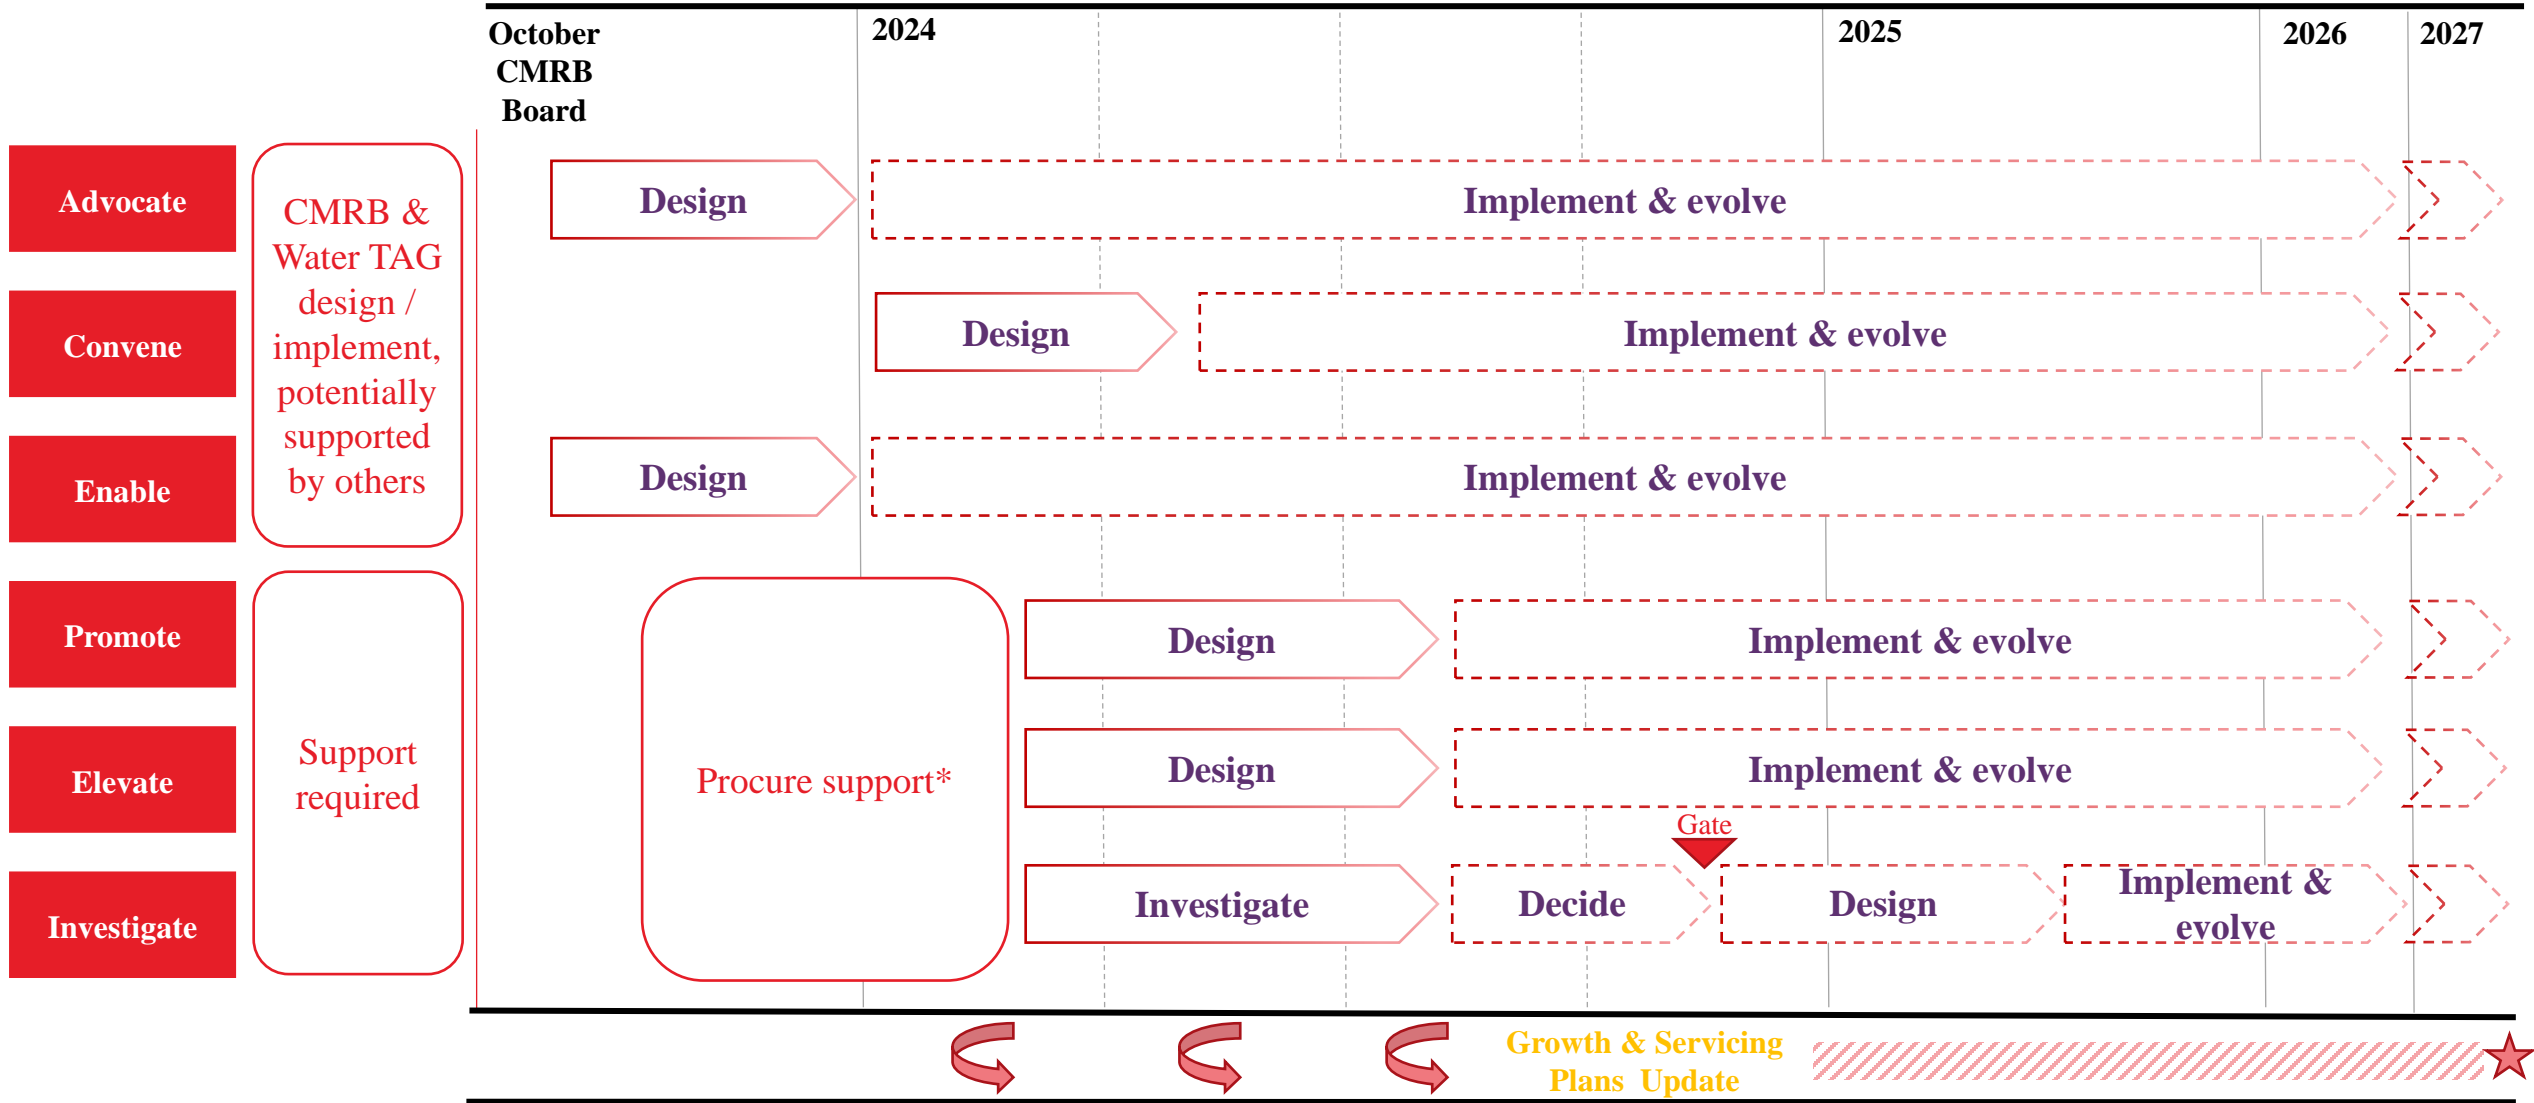 October
CMRB
Board
2024
2025
2026
2027
Advocate
CMRB &
Water TAG
design /
implement,
potentially
supported
by others
Design
Implement & evolve
Convene
Design
Implement & evolve
Enable
Design
Implement & evolve
Promote
Support
required
Procure support*
Design
Implement & evolve
Elevate
Design
Implement & evolve
Gate
Investigate
Investigate
Decide
Design
Implement &
evolve
Growth & Servicing
Plans Update